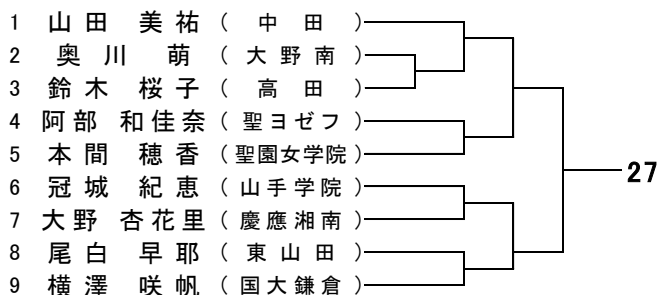 1 山田 美祐 ( 中田 )
2 奥川 萌 ( 大野南 )
3 鈴木 桜子 ( 高田 )
4 阿部 和佳奈 ( 聖ヨゼフ )
5 本間 穂香 ( 聖園女学院 )
27
6 冠城 紀恵 ( 山手学院 )
7 大野 杏花里 ( 慶應湘南 )
8 尾白 早耶 ( 東山田 )
9 横澤 咲帆 ( 国大鎌倉 )